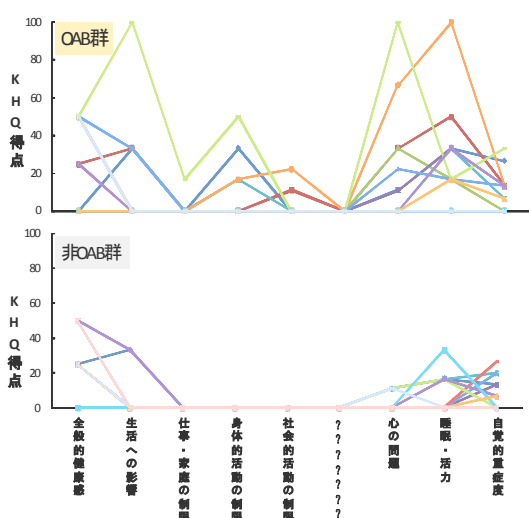 OAB群
KHQ得点
100
80
60
40
20
0
非OAB群
KHQ得点
100
80
60
40
20
0
全般的健康感
生活への影響
仕事・家庭の制限
身体的活動の制限
社会的活動の制限
???????
心の問題
睡眠・活力
自覚的重症度